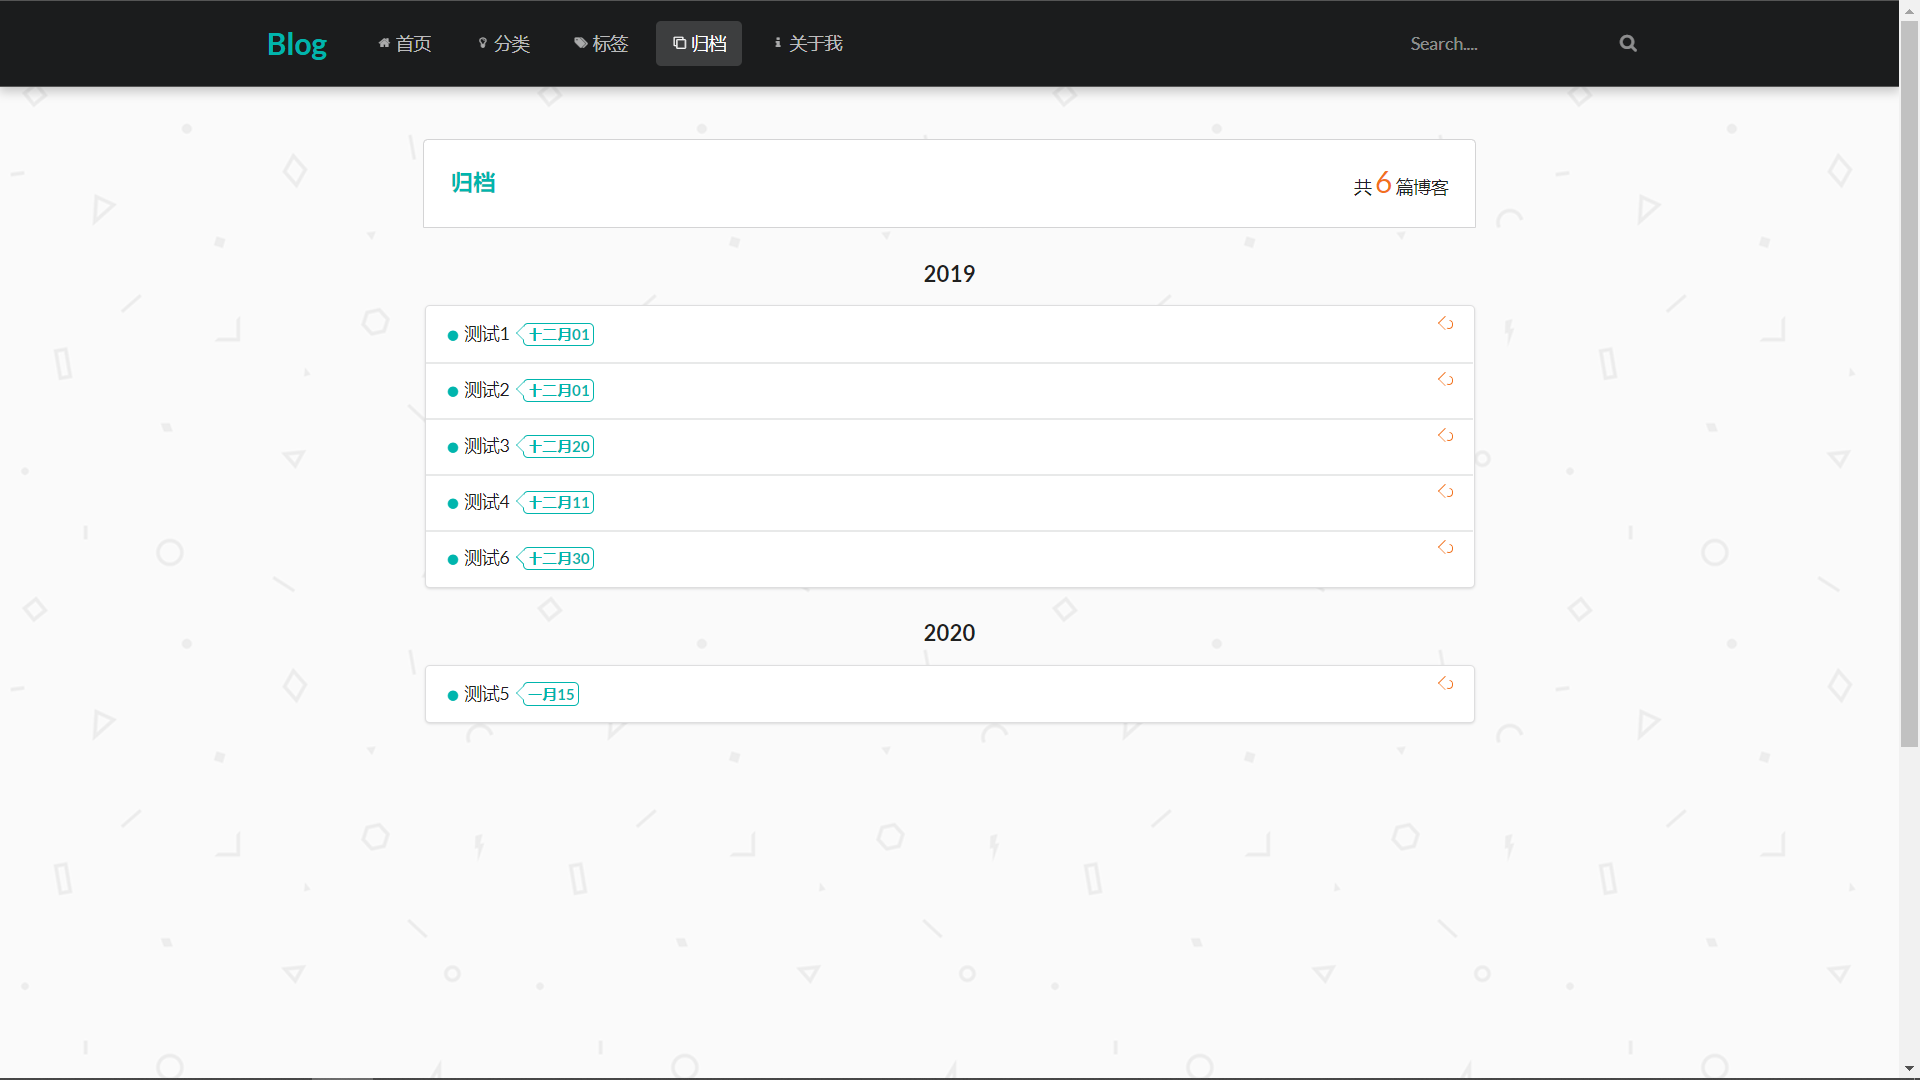 Blog 首页 分类 标签 归档 关于我 Search....
归档 共 6 篇博客
2019
测试1 十二月01
测试2 十二月01
测试3 十二月20
测试4 十二月11
测试6 十二月30
2020
测试5 一月15